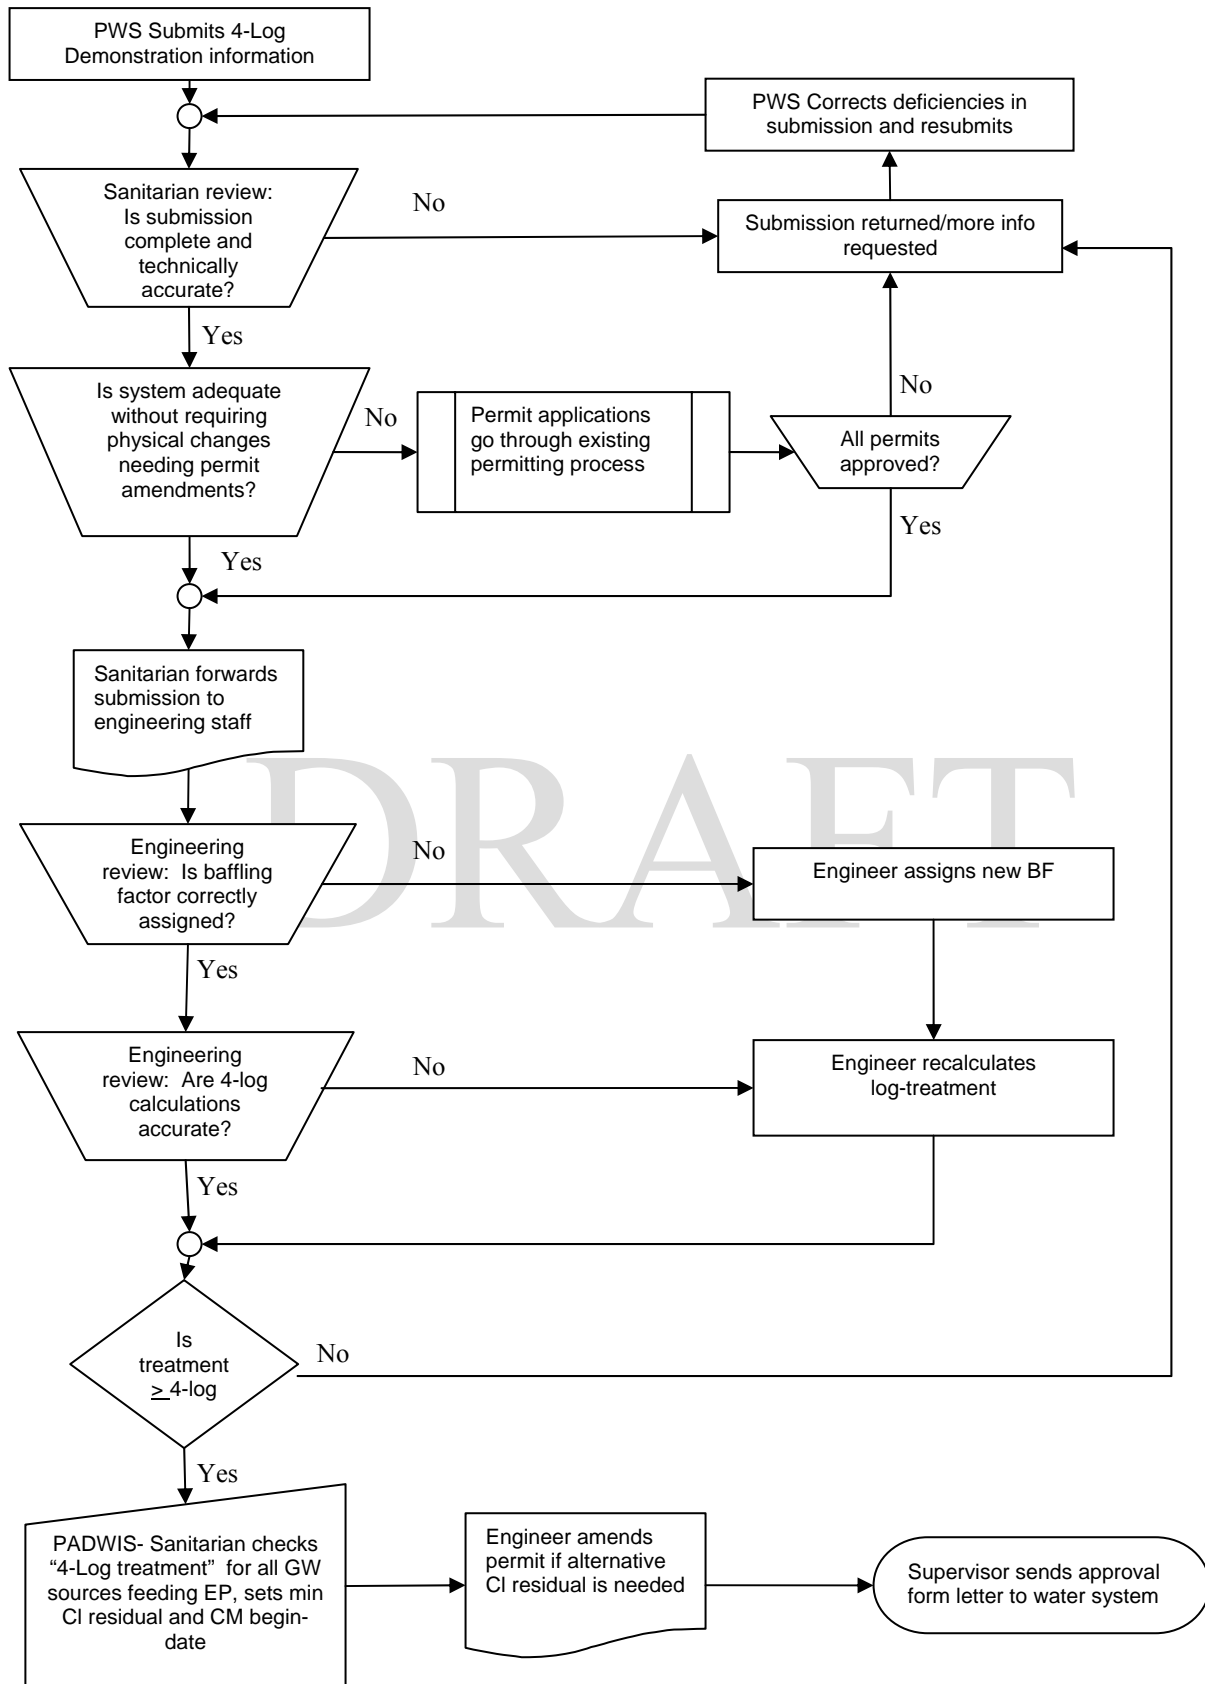 PWS Submits 4-Log
Demonstration information
PWS Corrects deficiencies in
submission and resubmits
Sanitarian review:
Is submission
complete and
technically
accurate?
No
Submission returned/more info
requested
Yes
Is system adequate
without requiring
physical changes
needing permit
amendments?
No
Permit applications
go through existing
permitting process
No
All permits
approved?
Yes
Yes
Sanitarian forwards
submission to
engineering staff
DRAFT
Engineering
review:  Is baffling
factor correctly
assigned?
No
Engineer assigns new BF
Yes
Engineering
review:  Are 4-log
calculations
accurate?
No
Engineer recalculates
log-treatment
Yes
Is
treatment
> 4-log
No
Yes
PADWIS- Sanitarian checks
“4-Log treatment”  for all GW
sources feeding EP, sets min
Cl residual and CM begin-
date
Engineer amends
permit if alternative
Cl residual is needed
Supervisor sends approval
form letter to water system